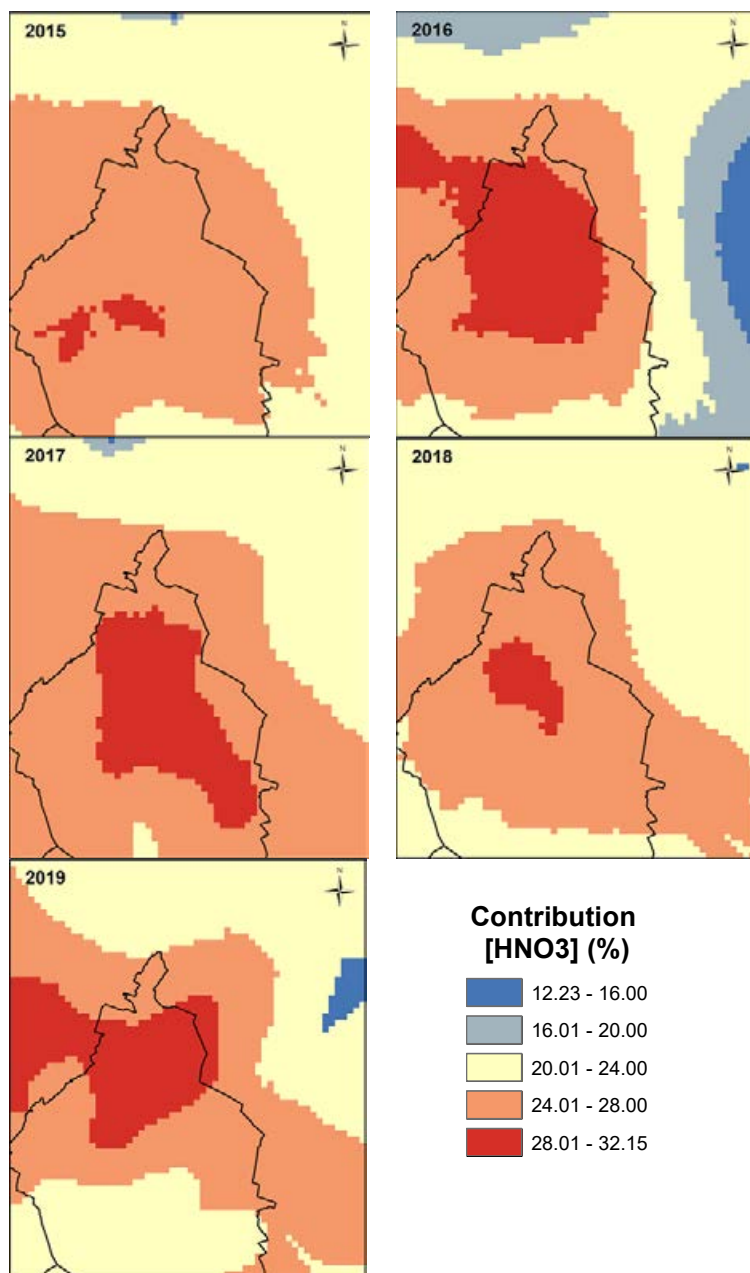 2015
N
2016
N
2017
N
2018
N
2019
N
Contribution
[HNO3] (%)
12.23 - 16.00
16.01 - 20.00
20.01 - 24.00
24.01 - 28.00
28.01 - 32.15